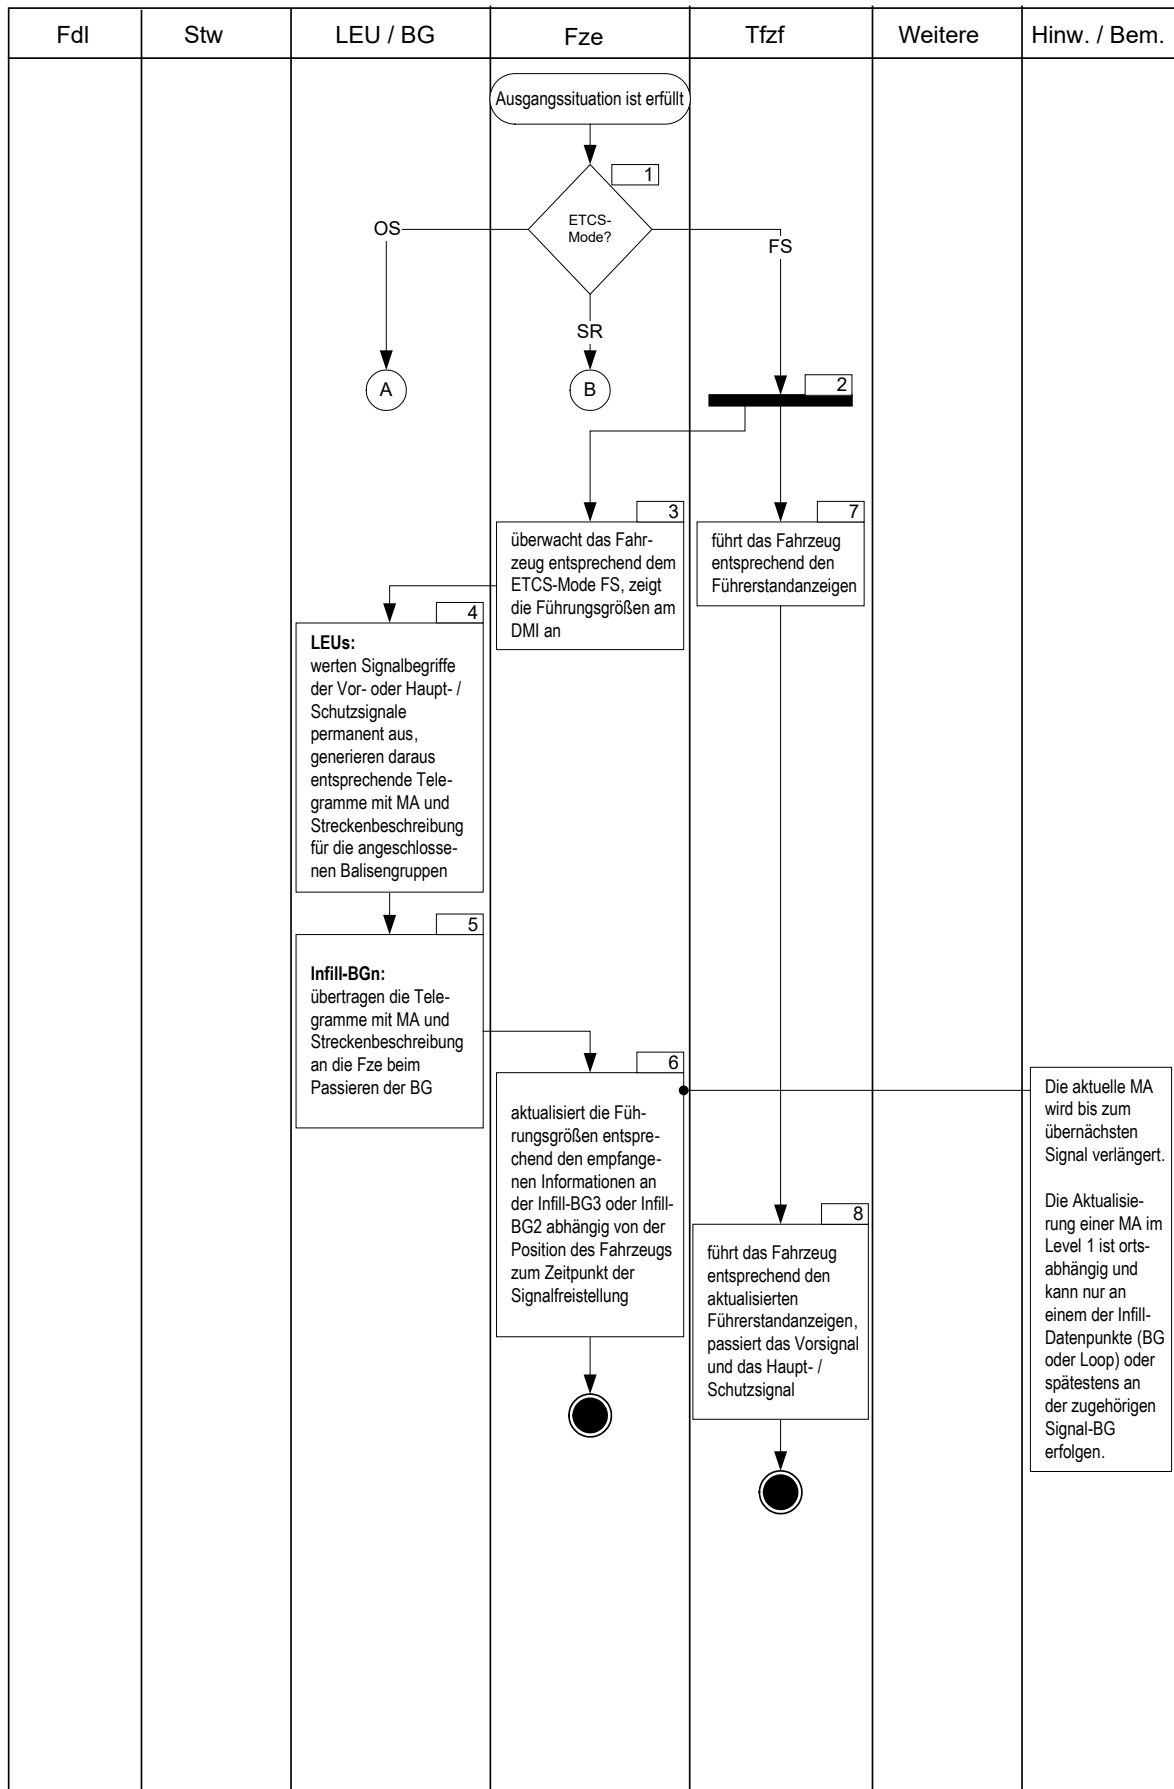 Fdl
Stw
LEU / BG
Fze
Tfzf
Weitere
Hinw. / Bem.
Ausgangssituation ist erfüllt
1
ETCS-
Mode?
OS
FS
SR
A
B
2
3
überwacht das Fahr-
zeug entsprechend dem
ETCS-Mode FS, zeigt
die Führungsgrößen am
DMI an
7
führt das Fahrzeug
entsprechend den
Führerstandanzeigen
4
LEUs:
werten Signalbegriffe
der Vor- oder Haupt- /
Schutzsignale
permanent aus,
generieren daraus
entsprechende Tele-
gramme mit MA und
Streckenbeschreibung
für die angeschlosse-
nen Balisengruppen
5
Infill-BGn:
übertragen die Tele-
gramme mit MA und
Streckenbeschreibung
an die Fze beim
Passieren der BG
6
aktualisiert die Füh-
rungsgrößen entspre-
chend den empfange-
nen Informationen an
der Infill-BG3 oder Infill-
BG2 abhängig von der
Position des Fahrzeugs
zum Zeitpunkt der
Signalfreistellung
8
führt das Fahrzeug
entsprechend den
aktualisierten
Führerstandanzeigen,
passiert das Vorsignal
und das Haupt- /
Schutzsignal
Die aktuelle MA
wird bis zum
übernächsten
Signal verlängert.
Die Aktualisie-
rung einer MA im
Level 1 ist orts-
abhängig und
kann nur an
einem der Infill-
Datenpunkte (BG
oder Loop) oder
spätestens an
der zugehörigen
Signal-BG
erfolgen.